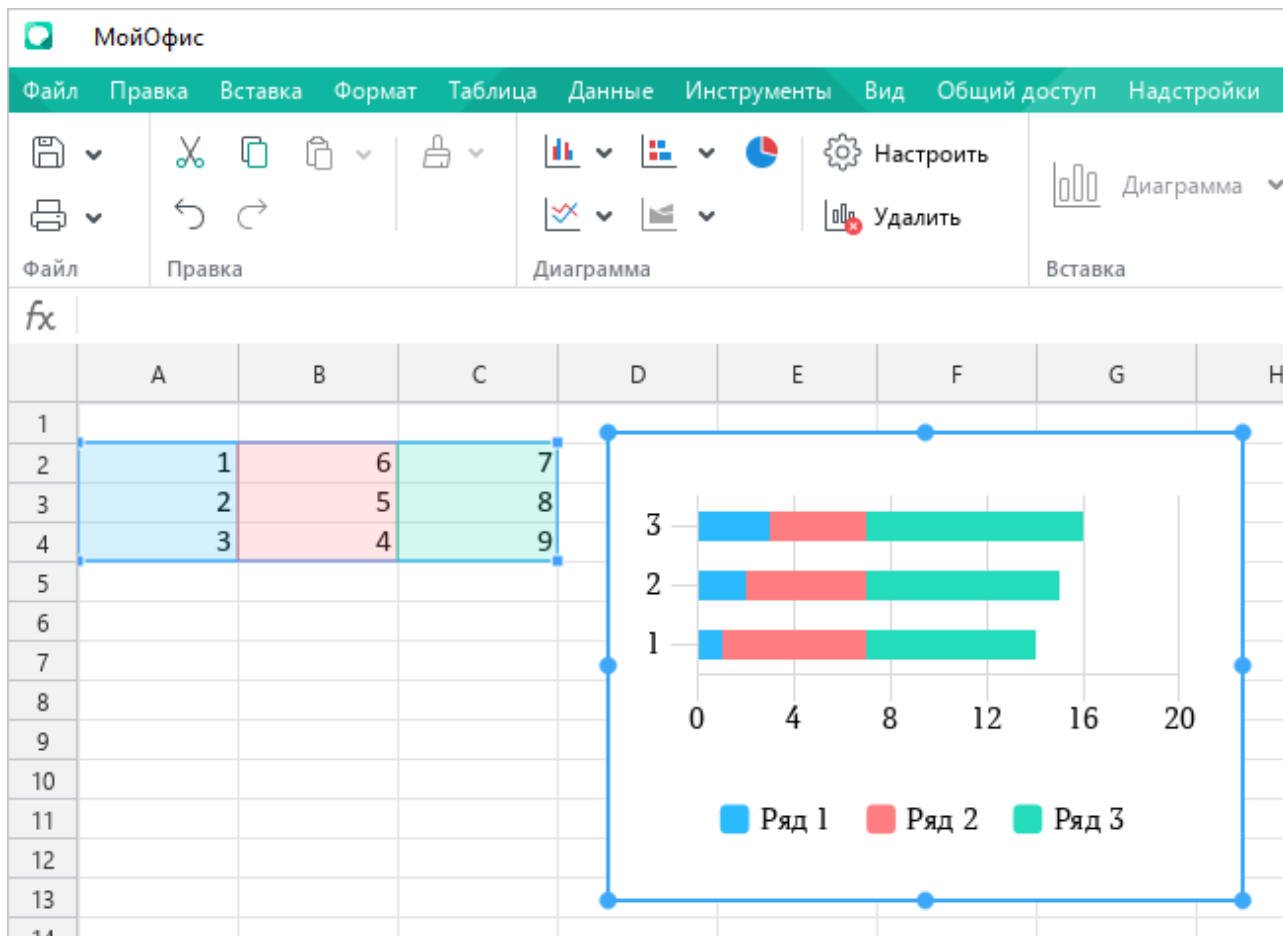 МойОфис
Файл Правка Вставка Формат Таблица Данные Инструменты Вид Общий доступ Надстройки
Настроить
Диаграмма
Удалить
Файл Правка Диаграмма Вставка
fx
A B C D E F G H
1
2 1 6 7
3 2 5 8
4 3 4 9
5
6
7
8
9
10
11
12
13
14
3
2
1
0 4 8 12 16 20
Ряд 1 Ряд 2 Ряд 3